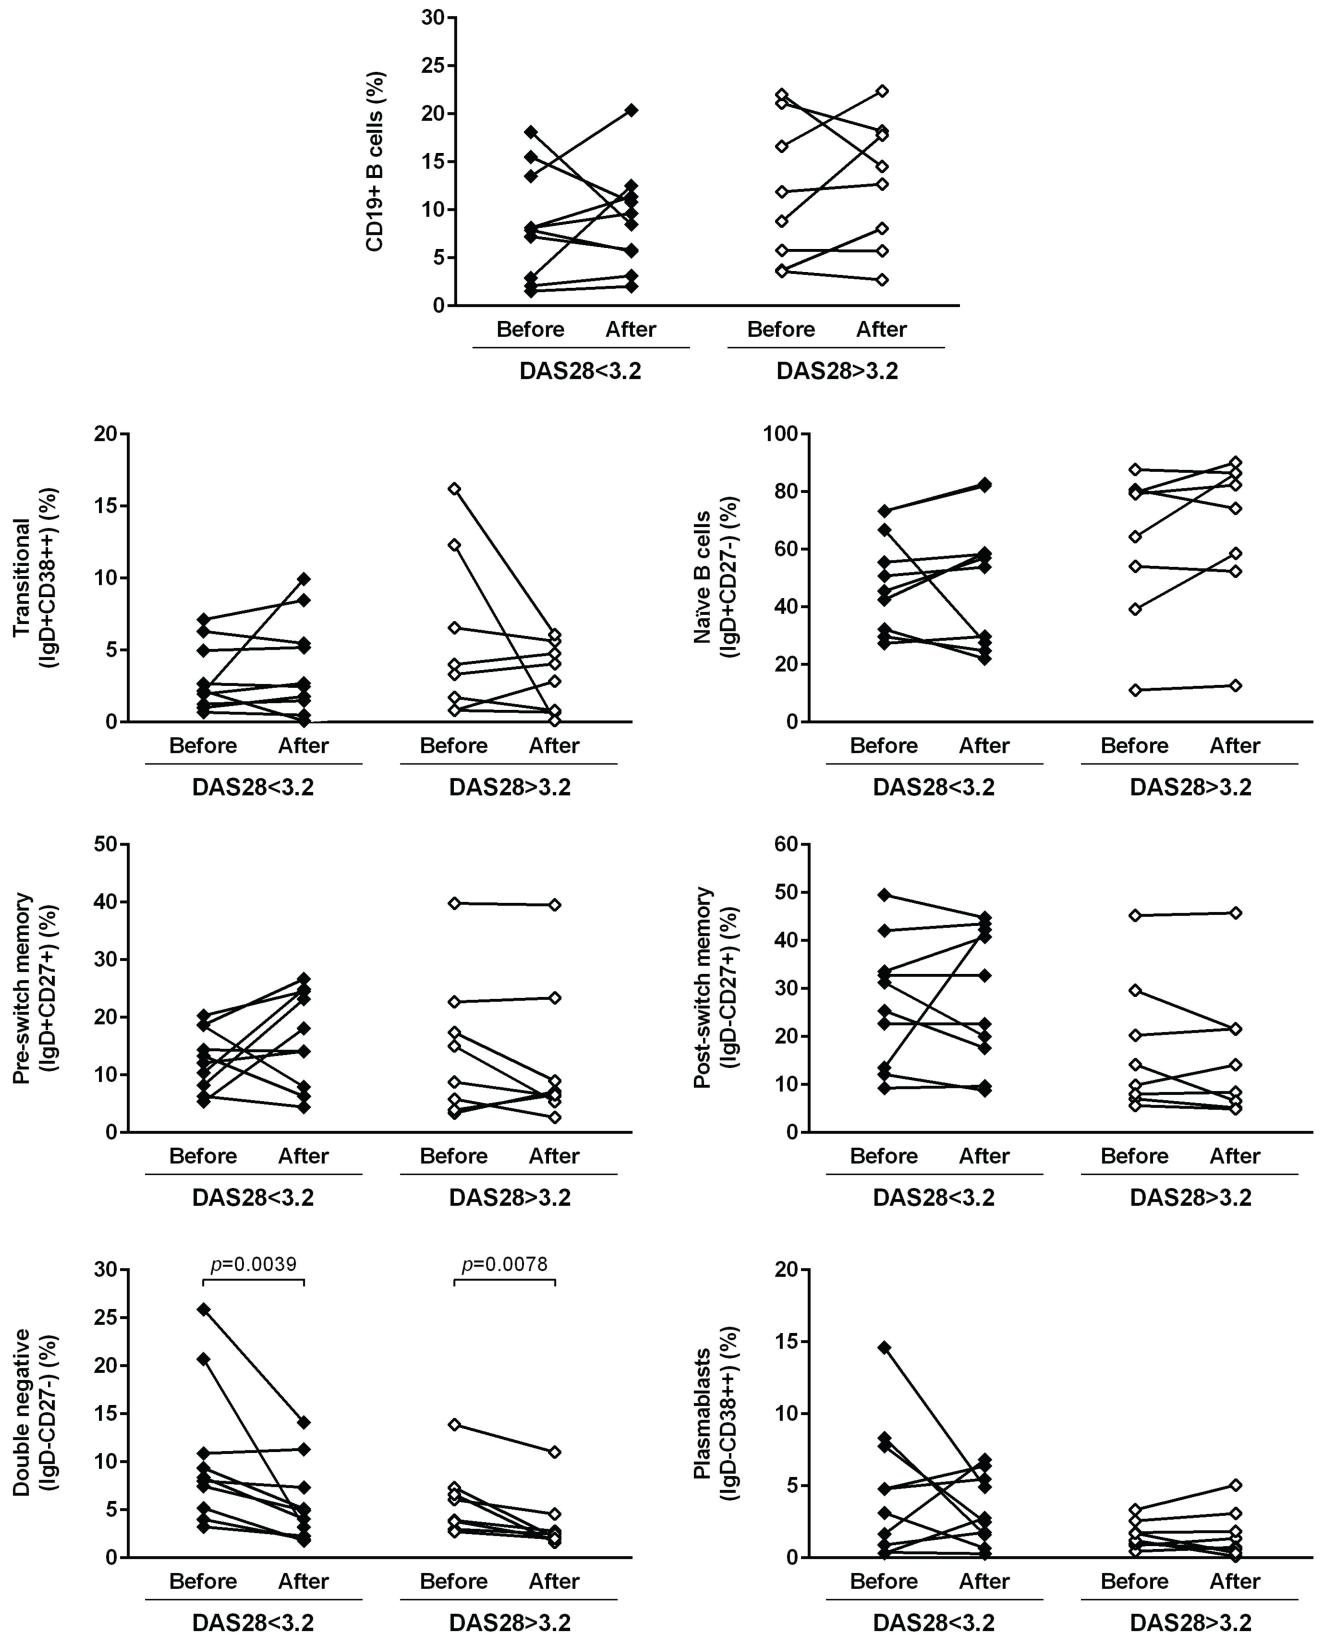 CD19+ B cells (%)
30
25
20
15
10
5
0
Before After Before After
DAS28<3.2 DAS28>3.2
Transitional
(IgD+CD38++) (%)
20
15
10
5
0
Before After Before After
DAS28<3.2 DAS28>3.2
Naïve B cells
(IgD+CD27-) (%)
100
80
60
40
20
0
Before After Before After
DAS28<3.2 DAS28>3.2
Pre-switch memory
(IgD+CD27+) (%)
50
40
30
20
10
0
Before After Before After
DAS28<3.2 DAS28>3.2
Post-switch memory
(IgD-CD27+) (%)
60
50
40
30
20
10
0
Before After Before After
DAS28<3.2 DAS28>3.2
Double negative
(IgD-CD27-) (%)
30
25
20
15
10
5
0
p=0.0039 p=0.0078
Before After Before After
DAS28<3.2 DAS28>3.2
Plasmablasts
(IgD-CD38++) (%)
20
15
10
5
0
Before After Before After
DAS28<3.2 DAS28>3.2